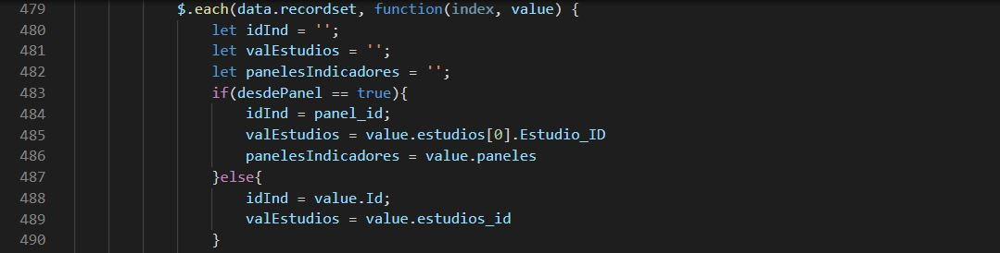 479 $.each(data.recordset, function(index, value) {
480 let idInd = '';
481 let valEstudios = '';
482 let panelesIndicadores = '';
483 if(desdePanel == true){
484 idInd = panel_id;
485 valEstudios = value.estudios[0].Estudio_ID
486 panelesIndicadores = value.paneles
487 }else{
488 idInd = value.Id;
489 valEstudios = value.estudios_id
490 }